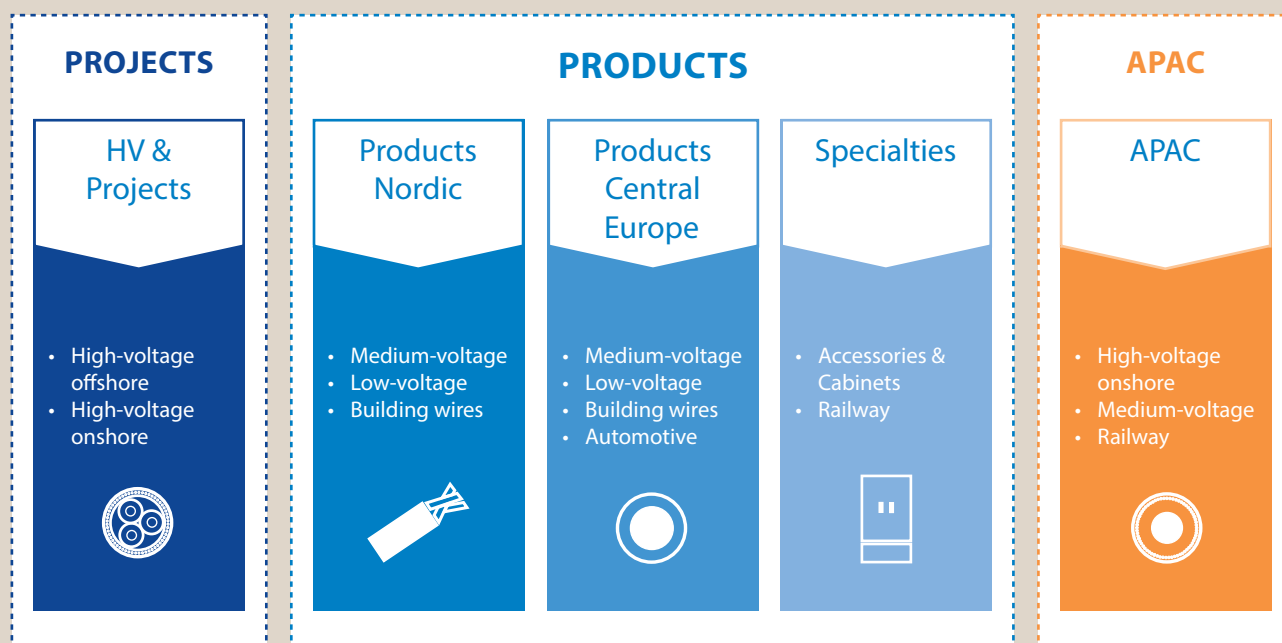 PROJECTS
HV &
Projects
• High-voltage
offshore
• High-voltage
onshore
PRODUCTS
Products
Nordic
• Medium-voltage
• Low-voltage
• Building wires
Products
Central
Europe
• Medium-voltage
• Low-voltage
• Building wires
• Automotive
Specialties
• Accessories &
Cabinets
• Railway
APAC
APAC
• High-voltage
onshore
• Medium-voltage
• Railway